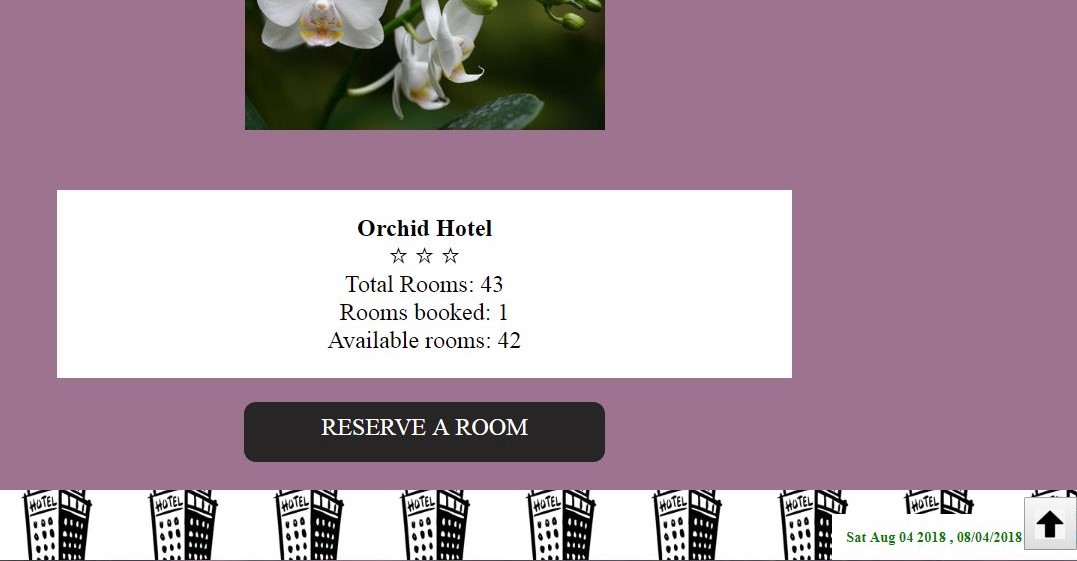 Orchid Hotel
☆ ☆ ☆
Total Rooms: 43
Rooms booked: 1
Available rooms: 42
RESERVE A ROOM
HOTEL HOTEL HOTEL HOTEL HOTEL HOTEL HOTEL HOTEL
Sat Aug 04 2018 , 08/04/2018